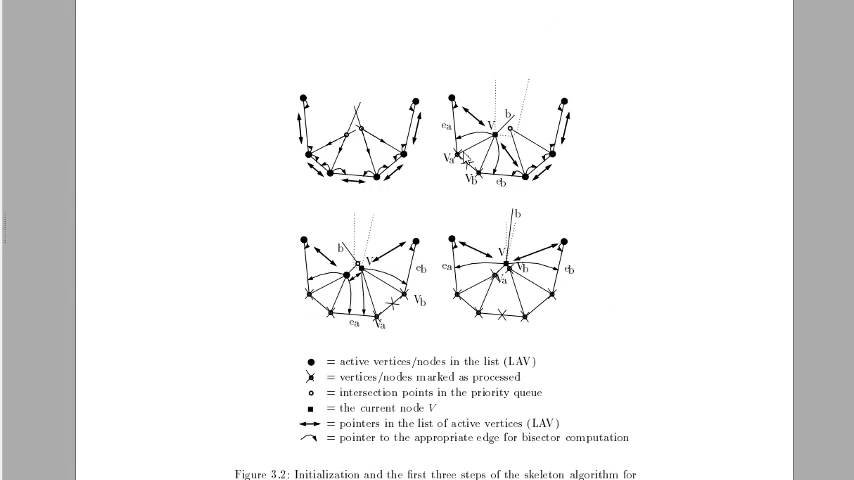 b
ea
V
Va
Vb
eb
b
b
V
V
ea
Vb
eb
eb
Va
Vb
ea
Va
= active vertices/nodes in the list (LAV)
= vertices/nodes marked as processed
= intersection points in the priority queue
= the current node V
= pointers in the list of active vertices (LAV)
= pointer to the appropriate edge for bisector computation
Figure 3.2: Initialization and the first three steps of the skeleton algorithm for